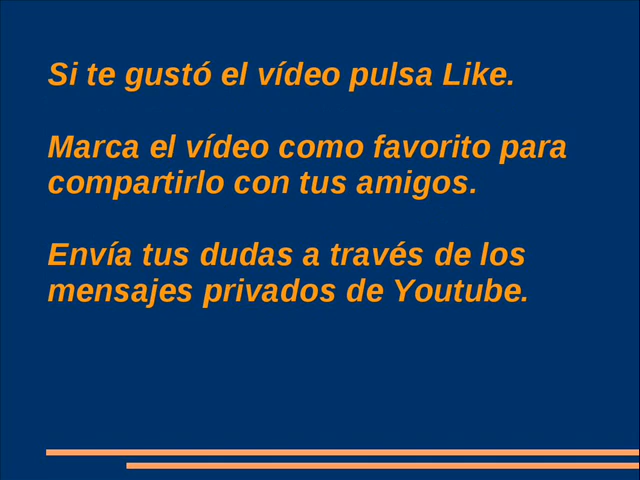 Si te gustó el vídeo pulsa Like.
Marca el vídeo como favorito para
compartirlo con tus amigos.
Envía tus dudas a través de los
mensajes privados de Youtube.